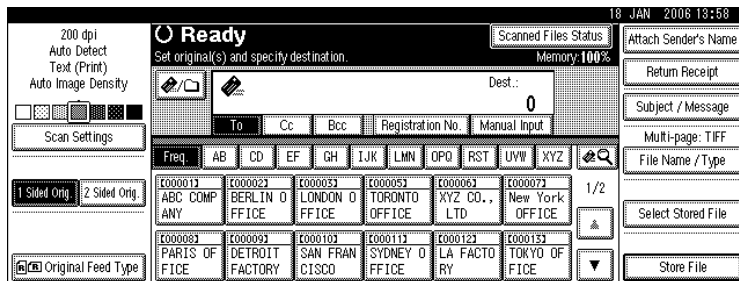 18 JAN 2006 13:58
200 dpi
Auto Detect
Text (Print)
Auto Image Density
Scan Settings
1 Sided Orig.
2 Sided Orig.
Original Feed Type
Ready
Scanned Files Status
Set original(s) and specify destination.
Memory:100%
Dest.:
0
To
Cc
Bcc
Registration No.
Manual Input
Freq.
AB
CD
EF
GH
IJK
LMN
OPQ
RST
UVW
XYZ
[00001]
ABC COMP
ANY
[00002]
BERLIN O
FFICE
[00003]
LONDON O
FFICE
[00005]
TORONTO
OFFICE
[00006]
XYZ CO.,
LTD
[00007]
New York
OFFICE
1/2
[00008]
PARIS OF
FICE
[00009]
DETROIT
FACTORY
[00010]
SAN FRAN
CISCO
[00011]
SYDNEY O
FFICE
[00012]
LA FACTO
RY
[00013]
TOKYO OF
FICE
Attach Sender's Name
Return Receipt
Subject / Message
Multi-page: TIFF
File Name / Type
Select Stored File
Store File